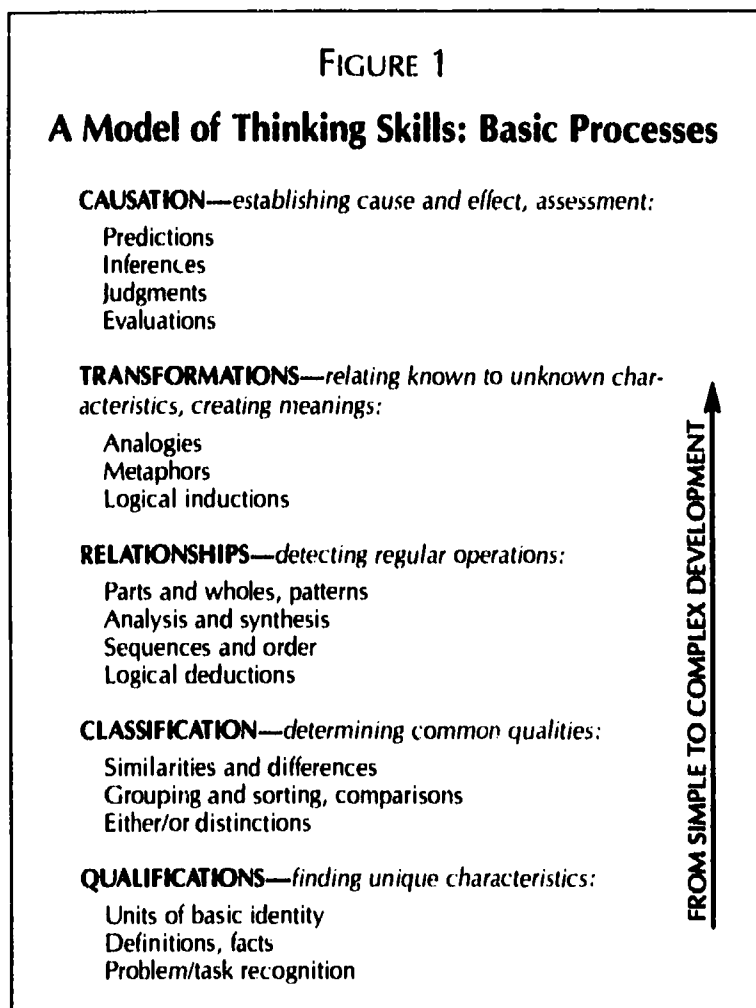 FIGURE 1
A Model of Thinking Skills: Basic Processes
CAUSATION—establishing cause and effect, assessment:
Predictions
Inferences
Judgments
Evaluations
TRANSFORMATIONS—relating known to unknown char-
acteristics, creating meanings:
Analogies
Metaphors
Logical inductions
RELATIONSHIPS—detecting regular operations:
Parts and wholes, patterns
Analysis and synthesis
Sequences and order
Logical deductions
CLASSIFICATION—determining common qualities:
Similarities and differences
Grouping and sorting, comparisons
Either/or distinctions
QUALIFICATIONS—finding unique characteristics:
Units of basic identity
Definitions, facts
Problem/task recognition
FROM SIMPLE TO COMPLEX DEVELOPMENT